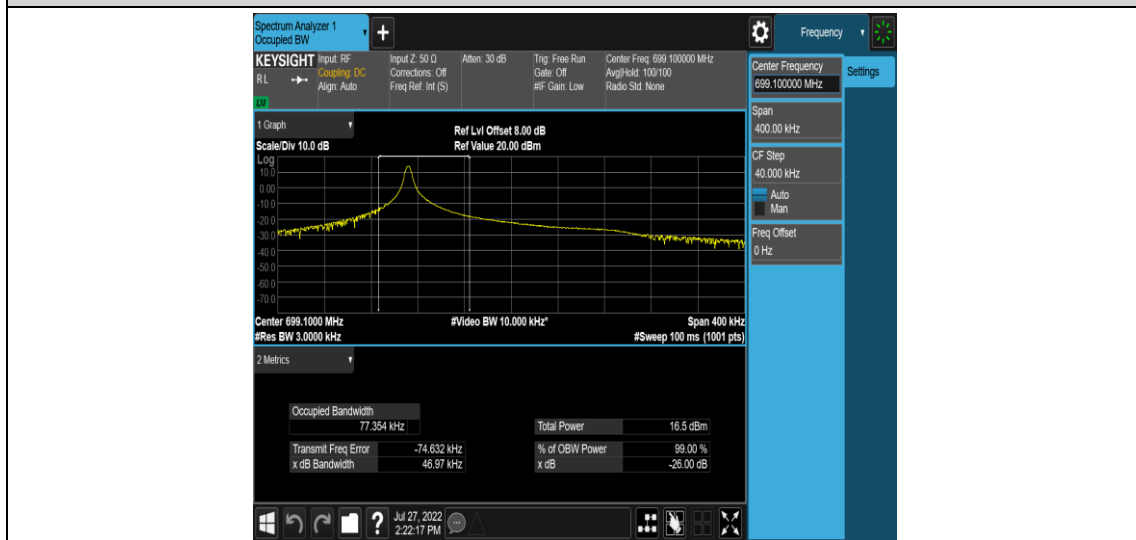 Spectrum Analyzer 1
Occupied BW
+
Frequency
KEYSIGHT
RL
LXI
Input: RF
Coupling: DC
Align: Auto
Input Z: 50 Ω
Corrections: Off
Freq Ref: Int (S)
Atten: 30 dB
Trig: Free Run
Gate: Off
#IF Gain: Low
Center Freq: 699.100000 MHz
Avg|Hold: 100/100
Radio Std: None
Center Frequency
699.100000 MHz
Settings
Span
400.00 kHz
CF Step
40.000 kHz
Auto
Man
Freq Offset
0 Hz
1 Graph
Scale/Div 10.0 dB
Ref Lvl Offset 8.00 dB
Ref Value 20.00 dBm
Log
10.0
0.00
-10.0
-20.0
-30.0
-40.0
-50.0
-60.0
-70.0
Center 699.1000 MHz
#Res BW 3.0000 kHz
#Video BW 10.000 kHz*
Span 400 kHz
#Sweep 100 ms (1001 pts)
2 Metrics
Occupied Bandwidth
77.354 kHz
Total Power 16.5 dBm
Transmit Freq Error -74.632 kHz
% of OBW Power 99.00 %
x dB Bandwidth 46.97 kHz
x dB -26.00 dB
?
Jul 27, 2022
2:22:17 PM